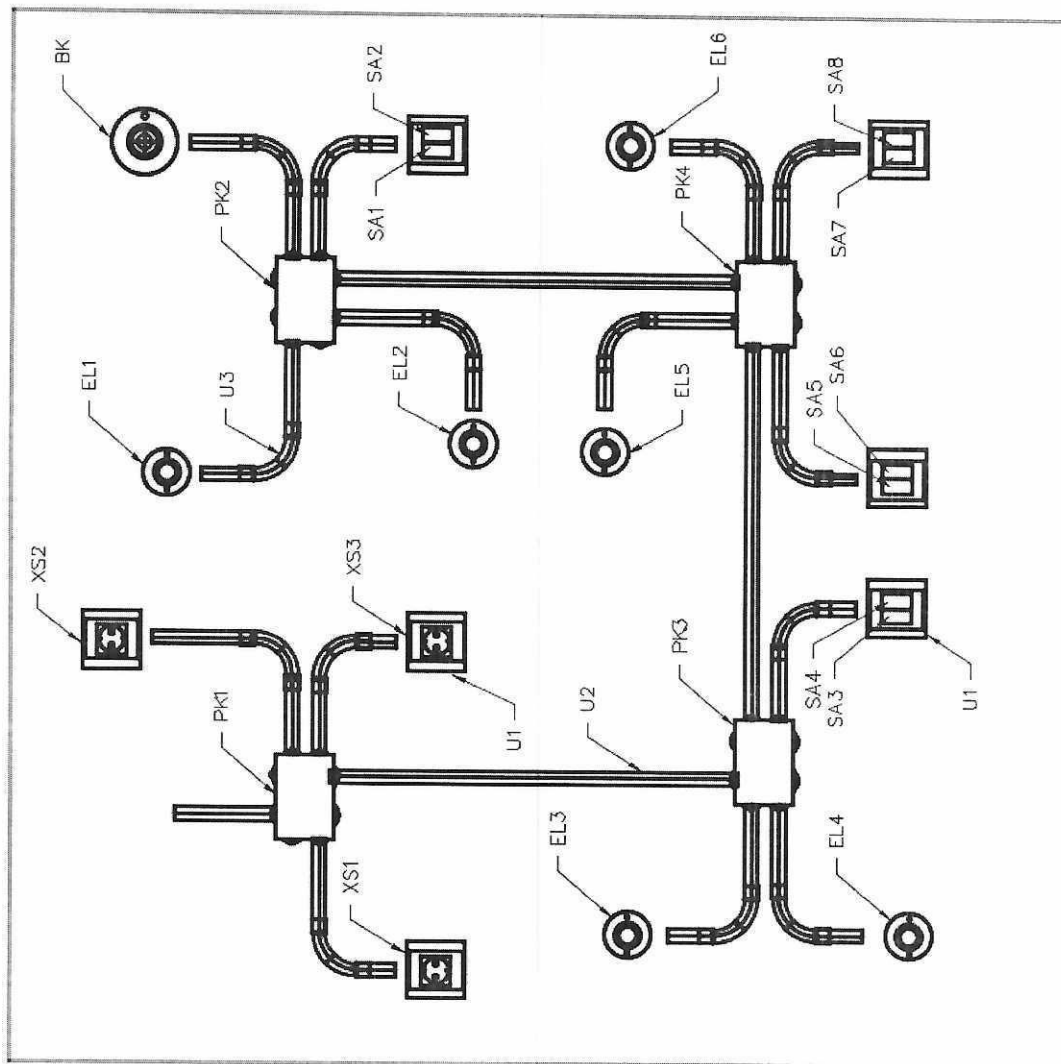 BK
SA2
EL6
SA8
PK2
SA1
PK4
SA7
EL1
U3
EL2
EL5
SA5
SA6
XS2
XS3
PK1
U1
U2
PK3
SA4
SA3
U1
XS1
EL3
EL4